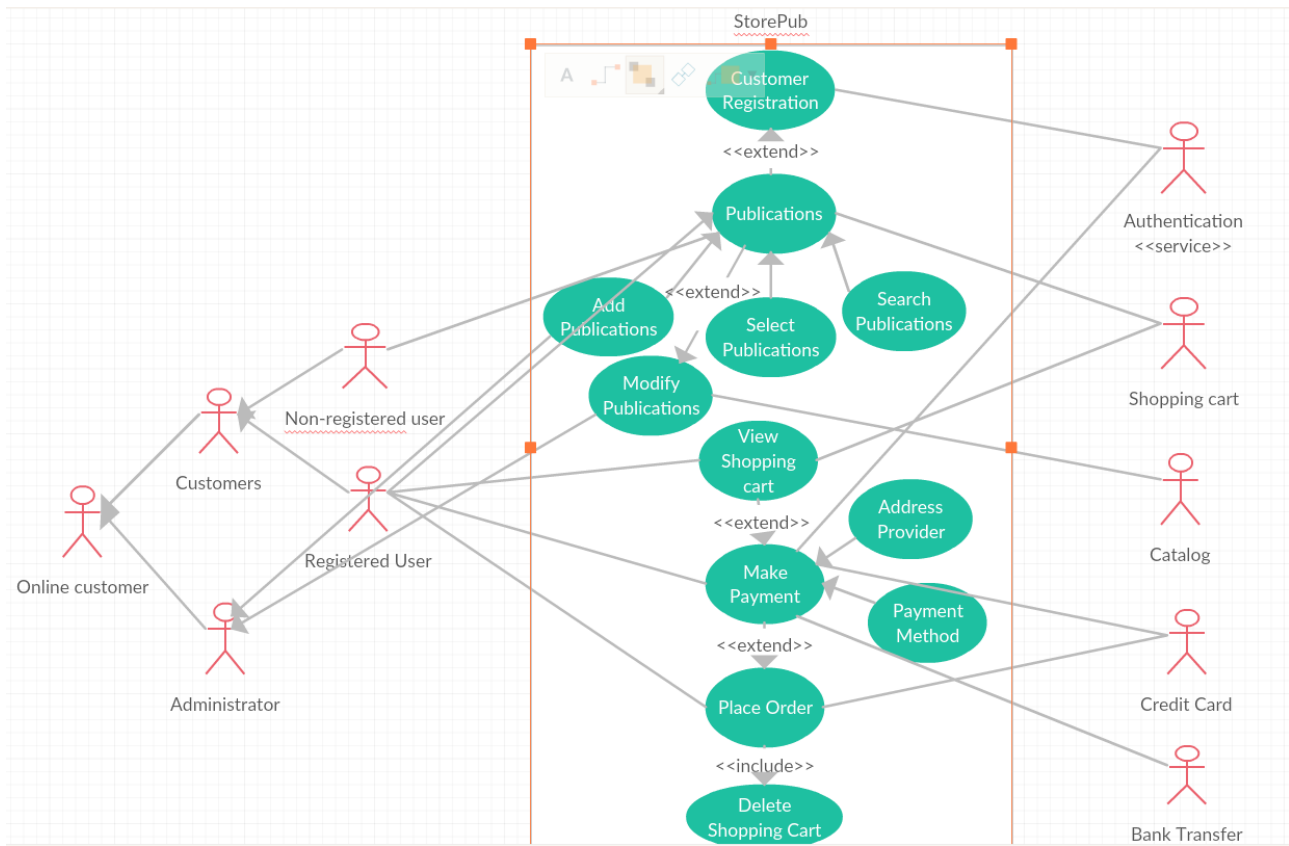 StorePub
A
Customer
Registration
<<extend>>
Publications
Authentication
<<service>>
<<extend>>
Add
Publications
Select
Publications
Search
Publications
Non-registered user
Modify
Publications
Shopping cart
Customers
View
Shopping
cart
<<extend>>
Address
Provider
Catalog
Online customer
Registered User
Make
Payment
Payment
Method
<<extend>>
Administrator
Place Order
Credit Card
<<include>>
Delete
Shopping Cart
Bank Transfer